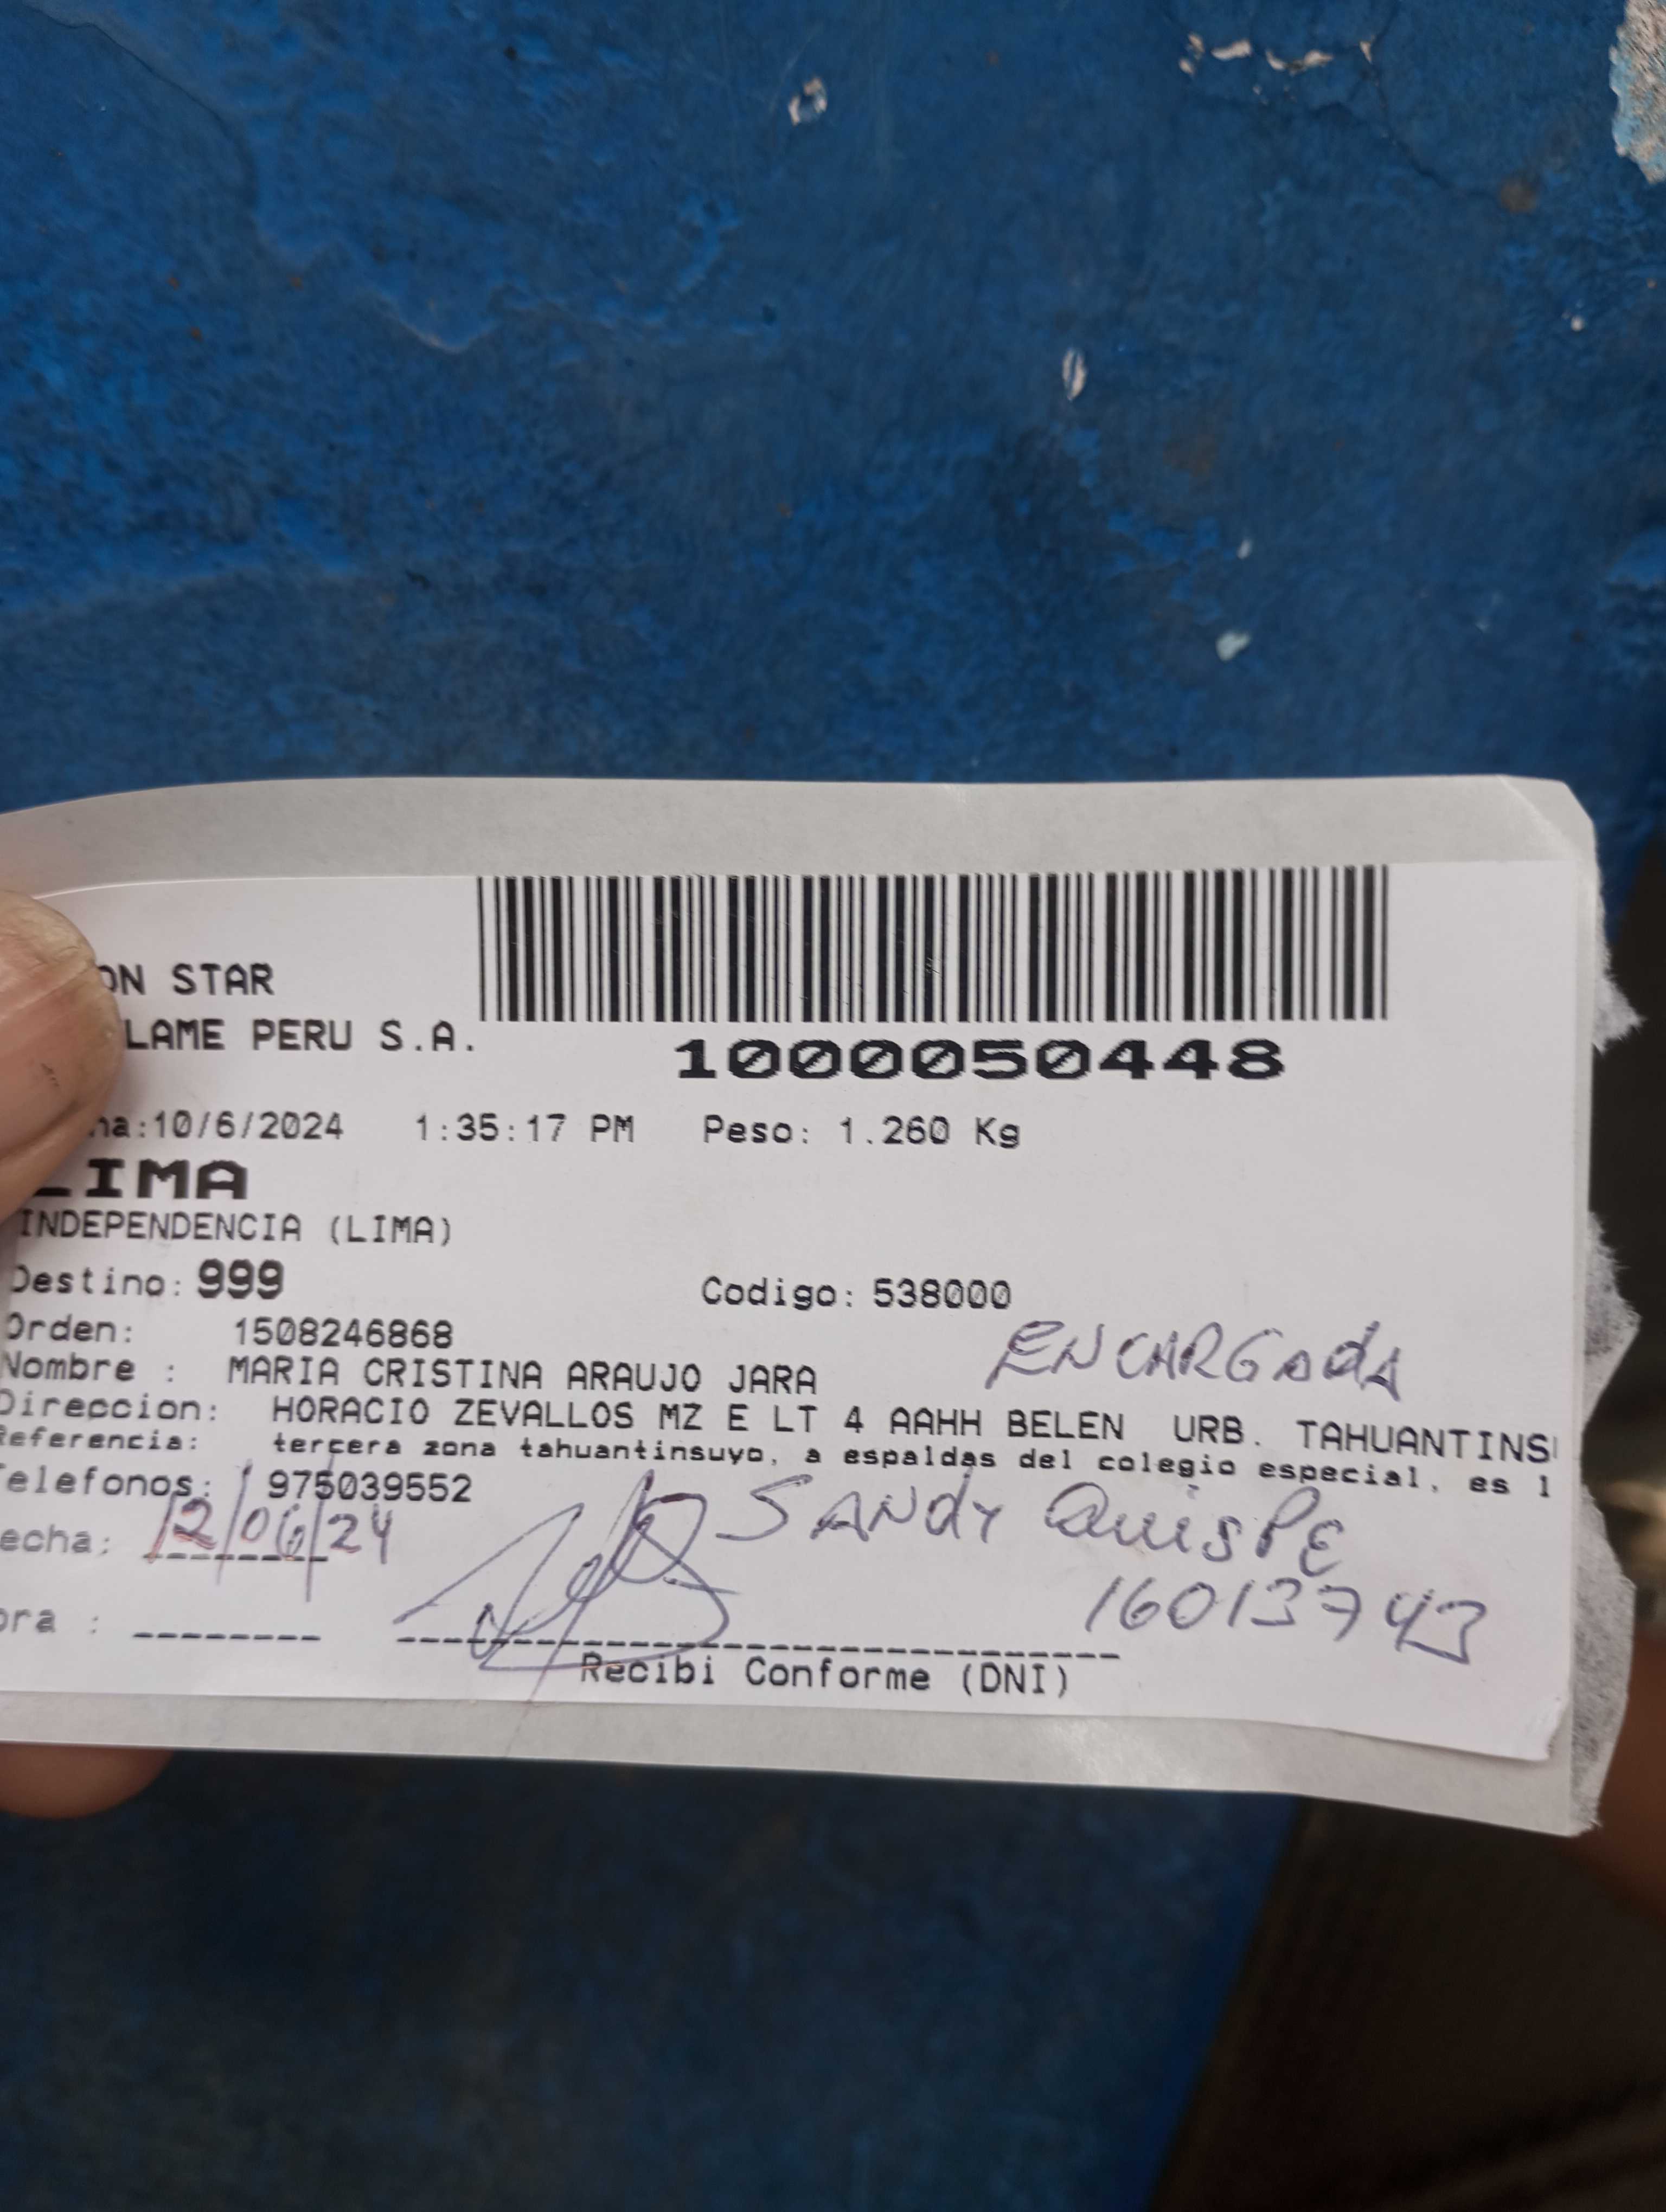 ON STAR
LAME PERU S.A.
1000050448
na:10/6/2024 1:35:17 PM Peso: 1.260 Kg
LIMA
INDEPENDENCIA (LIMA)
Destino: 999 Codigo: 538000
Orden: 1508246868
ENCARGADA
Nombre : MARIA CRISTINA ARAUJO JARA
Direccion: HORACIO ZEVALLOS MZ E LT 4 AAHH BELEN URB. TAHUANTINS
Referencia: tercera zona tahuantinsuyo, a espaldas del colegio especial, es l
Telefonos: 975039552
SANDY QuisPE
echa: 12/06/24
16013743
ora :
Recibi Conforme (DNI)